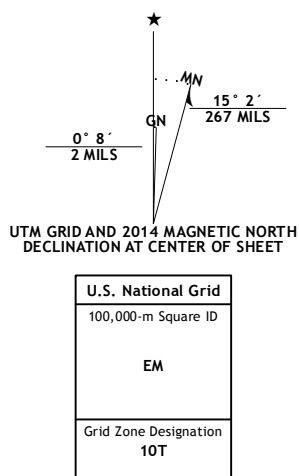 MN
GN
15° 2´
267 MILS
0° 8´
2 MILS
UTM GRID AND 2014 MAGNETIC NORTH
DECLINATION AT CENTER OF SHEET
U.S. National Grid
100,000-m Square ID
EM
Grid Zone Designation
10T